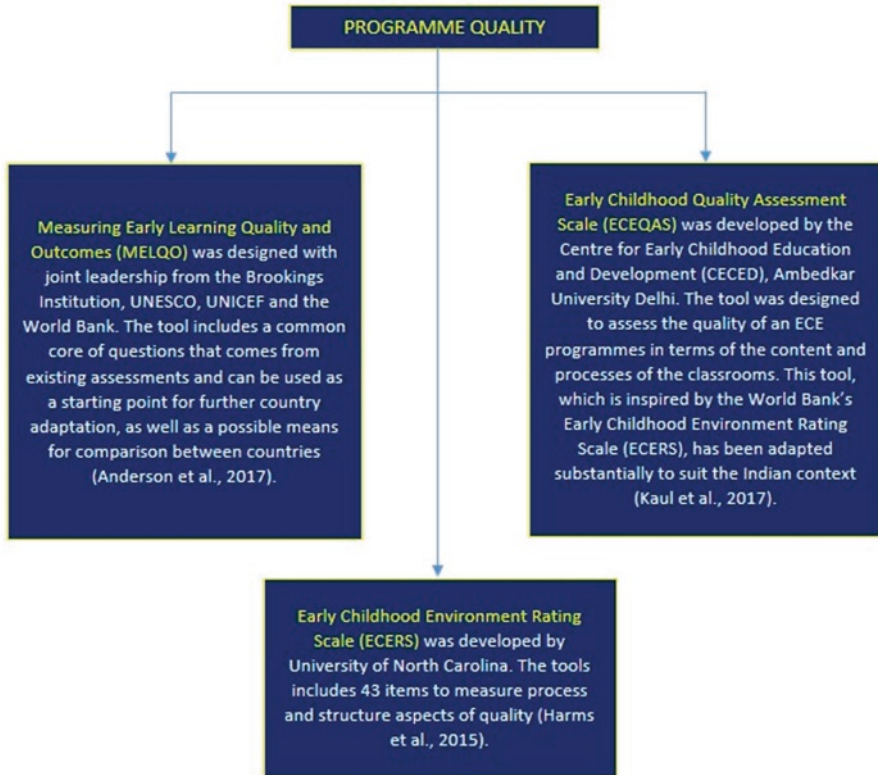 PROGRAMME QUALITY
Measuring Early Learning Quality and
Outcomes (MELQO) was designed with
joint leadership from the Brookings
Institution, UNESCO, UNICEF and the
World Bank. The tool includes a common
core of questions that comes from
existing assessments and can be used as
a starting point for further country
adaptation, as well as a possible means
for comparison between countries
(Anderson et al., 2017).
Early Childhood Quality Assessment
Scale (ECEQAS) was developed by the
Centre for Early Childhood Education
and Development (CECED), Ambedkar
University Delhi. The tool was designed
to assess the quality of an ECE
programmes in terms of the content and
processes of the classrooms. This tool,
which is inspired by the World Bank’s
Early Childhood Environment Rating
Scale (ECERS), has been adapted
substantially to suit the Indian context
(Kaul et al., 2017).
Early Childhood Environment Rating
Scale (ECERS) was developed by
University of North Carolina. The tools
includes 43 items to measure process
and structure aspects of quality (Harms
et al., 2015).